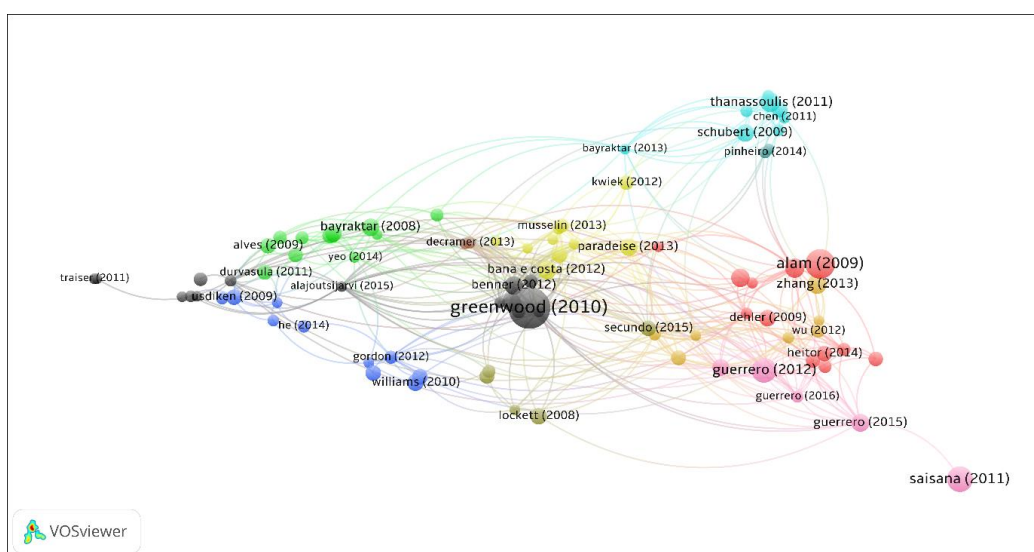 thanassoulis (2011)
chen (2011)
schubert (2009)
bayraktar (2013)
pinheiro (2014)
kwiek (2012)
bayraktar (2008)
musselin (2013)
alves (2009)
decramer (2013)
paradeise (2013)
yeo (2014)
alam (2009)
traiser (2011)
durvasula (2011)
bana e costa (2012)
benner (2012)
alajoutsijarvi (2015)
zhang (2013)
usdiken (2009)
greenwood (2010)
he (2014)
secundo (2015)
dehler (2009)
wu (2012)
gordon (2012)
heitor (2014)
williams (2010)
guerrero (2012)
guerrero (2016)
lockett (2008)
guerrero (2015)
saisana (2011)
VOSviewer